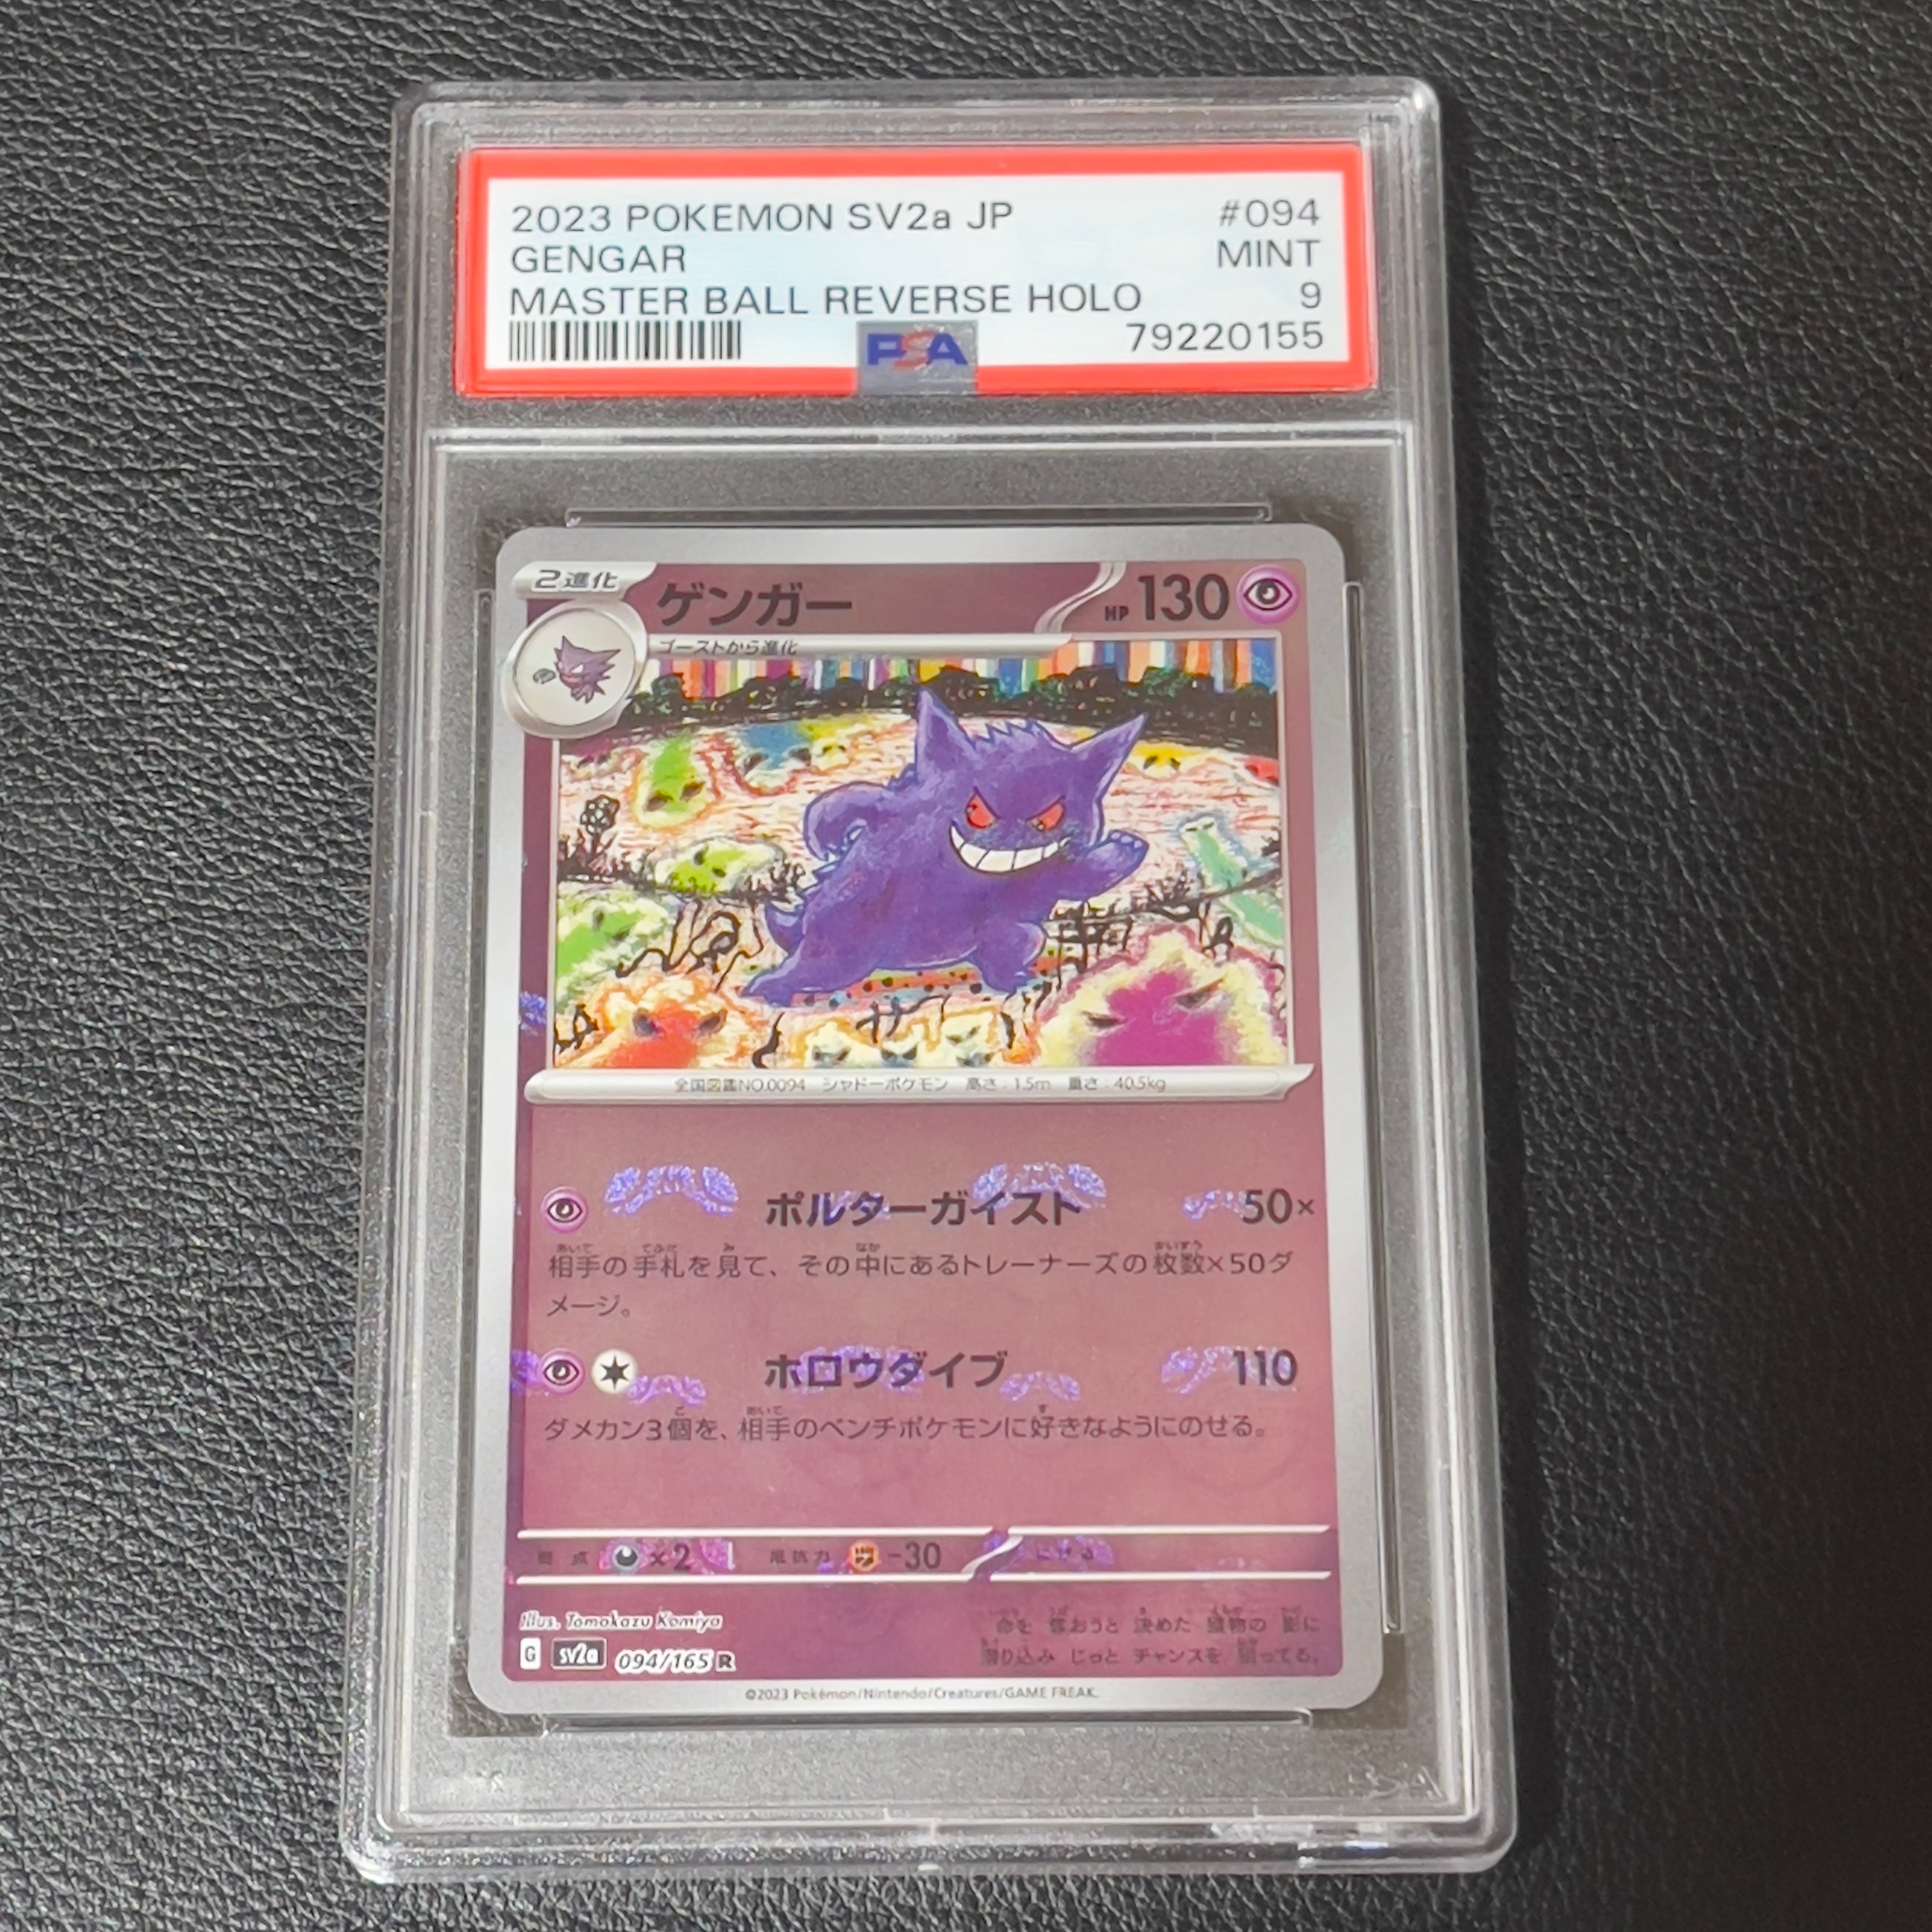 2023 POKEMON SV2a JP #094
GENGAR MINT
MASTER BALL REVERSE HOLO 9
PSA 79220155
2進化 ゲンガー HP 130
ゴーストから進化
全国図鑑NO.0094 シャドーポケモン 高さ:1.5m 重さ:40.5kg
ポルターガイスト 50×
相手の手札を見て、その中にあるトレーナーズの枚数×50ダ
メージ。
ホロウダイブ 110
ダメカン3個を、相手のベンチポケモンに好きなようにのせる。
弱点 ×2 抵抗力 -30 にげる
Illus. Tomokazu Komiya
命を奪おうと 決めた 獲物の 影に
G sv2a 094/165 R
潜り込み じっと チャンスを 狙ってる。
©2023 Pokémon/Nintendo/Creatures/GAME FREAK.